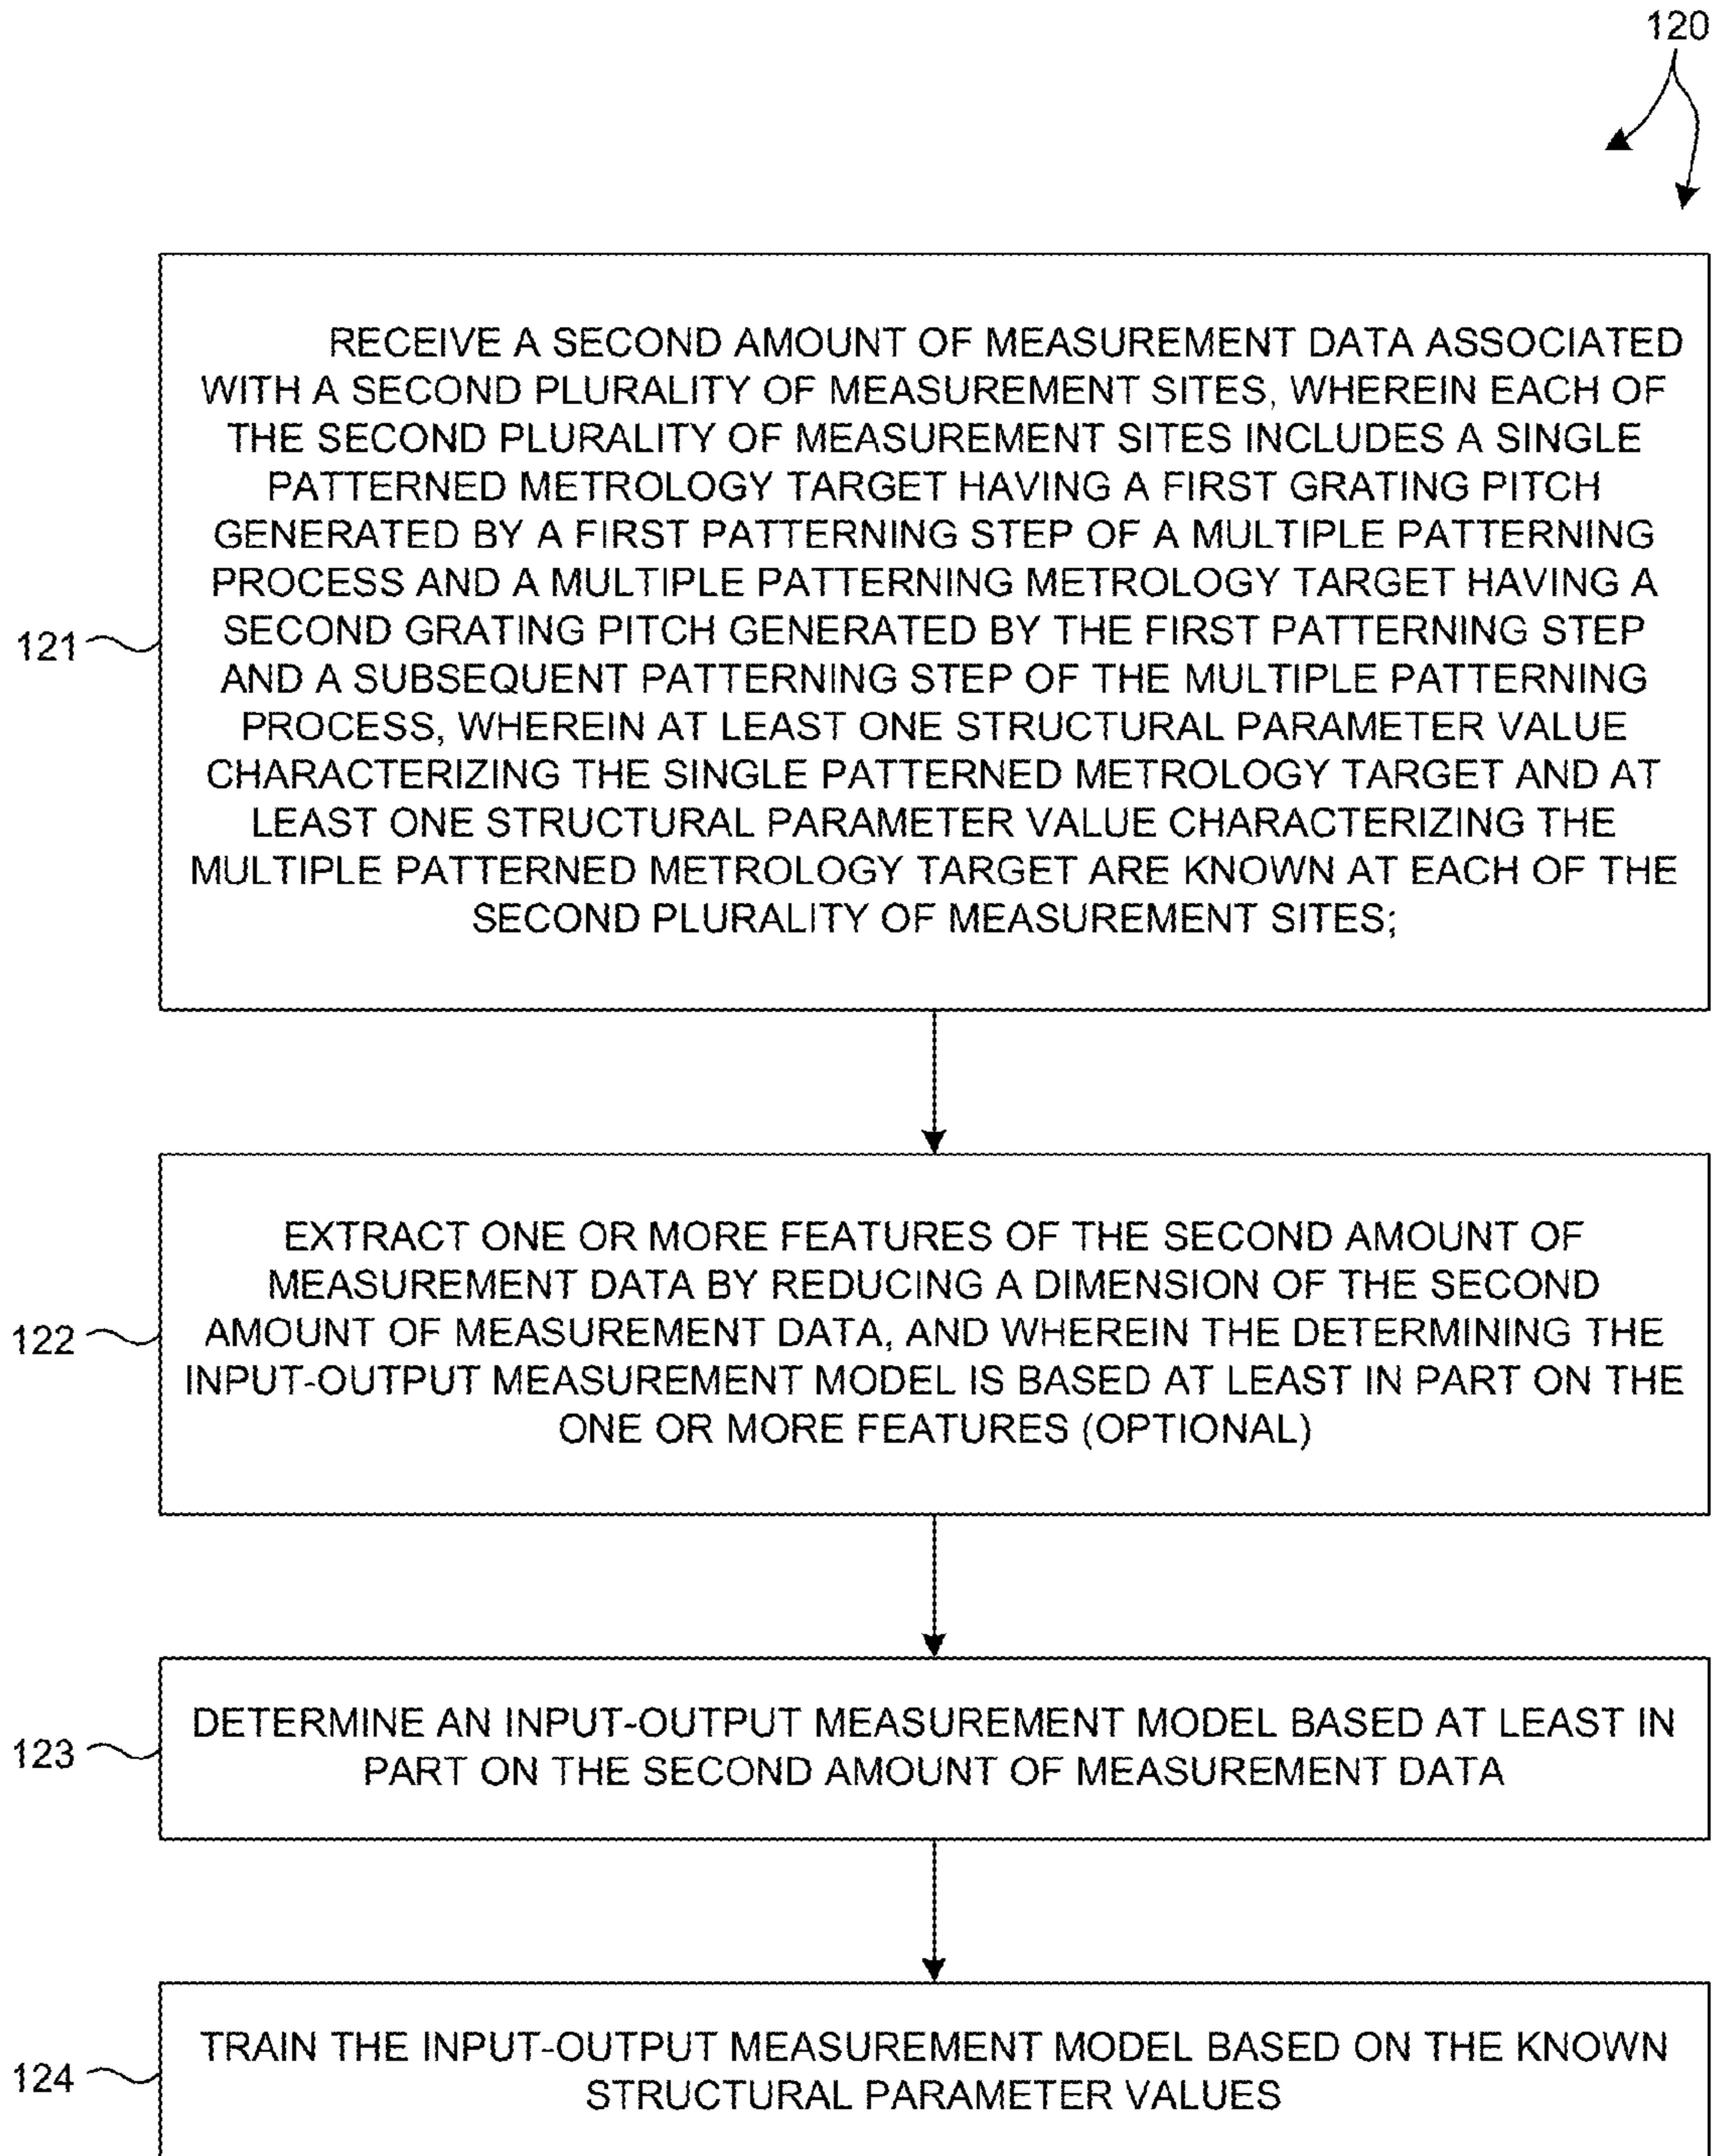 120
RECEIVE A SECOND AMOUNT OF MEASUREMENT DATA ASSOCIATED
WITH A SECOND PLURALITY OF MEASUREMENT SITES, WHEREIN EACH OF
THE SECOND PLURALITY OF MEASUREMENT SITES INCLUDES A SINGLE
PATTERNED METROLOGY TARGET HAVING A FIRST GRATING PITCH
GENERATED BY A FIRST PATTERNING STEP OF A MULTIPLE PATTERNING
PROCESS AND A MULTIPLE PATTERNING METROLOGY TARGET HAVING A
SECOND GRATING PITCH GENERATED BY THE FIRST PATTERNING STEP
AND A SUBSEQUENT PATTERNING STEP OF THE MULTIPLE PATTERNING
PROCESS, WHEREIN AT LEAST ONE STRUCTURAL PARAMETER VALUE
CHARACTERIZING THE SINGLE PATTERNED METROLOGY TARGET AND AT
LEAST ONE STRUCTURAL PARAMETER VALUE CHARACTERIZING THE
MULTIPLE PATTERNED METROLOGY TARGET ARE KNOWN AT EACH OF THE
SECOND PLURALITY OF MEASUREMENT SITES;
121
EXTRACT ONE OR MORE FEATURES OF THE SECOND AMOUNT OF
MEASUREMENT DATA BY REDUCING A DIMENSION OF THE SECOND
AMOUNT OF MEASUREMENT DATA, AND WHEREIN THE DETERMINING THE
INPUT-OUTPUT MEASUREMENT MODEL IS BASED AT LEAST IN PART ON THE
ONE OR MORE FEATURES (OPTIONAL)
122
DETERMINE AN INPUT-OUTPUT MEASUREMENT MODEL BASED AT LEAST IN
PART ON THE SECOND AMOUNT OF MEASUREMENT DATA
123
TRAIN THE INPUT-OUTPUT MEASUREMENT MODEL BASED ON THE KNOWN
STRUCTURAL PARAMETER VALUES
124